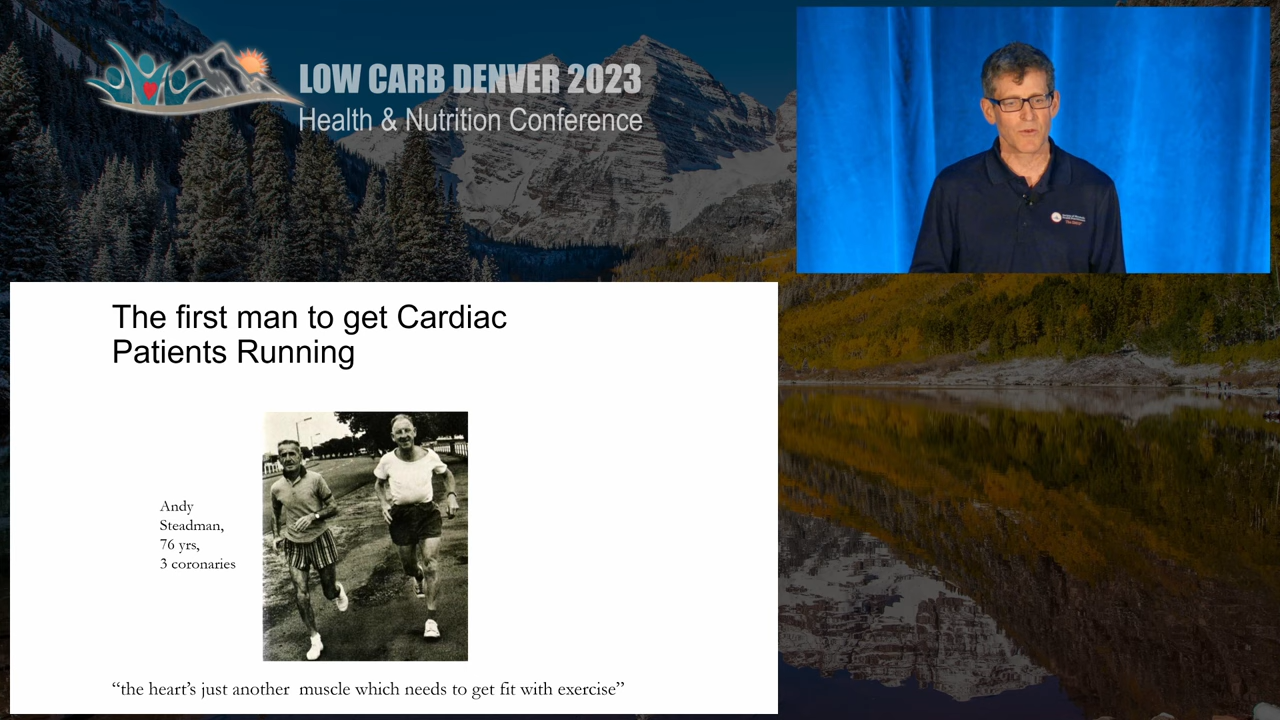 LOW CARB DENVER 2023
Health & Nutrition Conference
The first man to get Cardiac
Patients Running
Andy
Steadman,
76 yrs,
3 coronaries
“the heart’s just another muscle which needs to get fit with exercise”